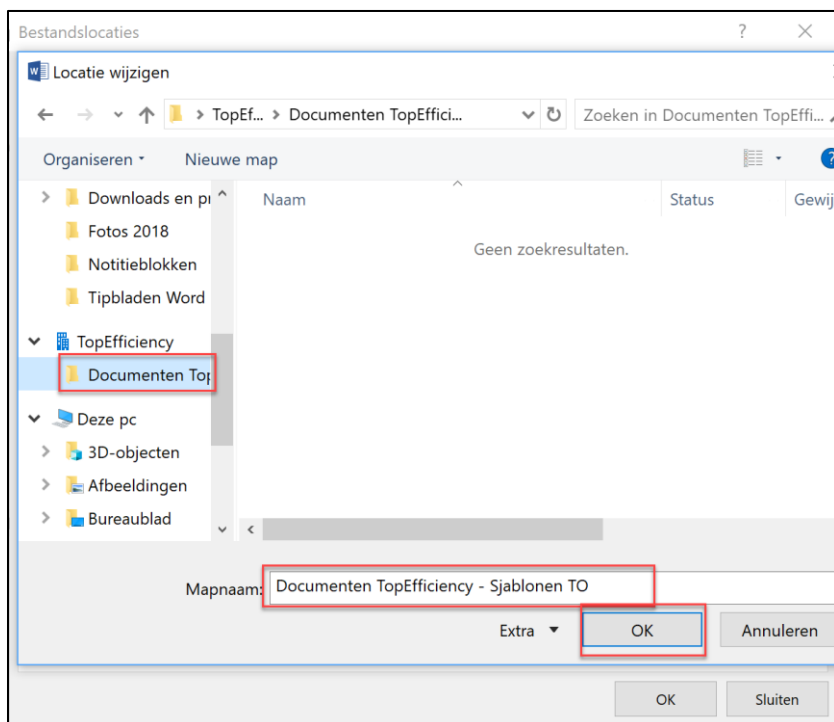 Bestandslocaties
Locatie wijzigen
TopEf... > Documenten TopEffici...
Zoeken in Documenten TopEffi...
Organiseren
Nieuwe map
Downloads en pr
Fotos 2018
Notitieblokken
Tipbladen Word
TopEfficiency
Documenten Top
Deze pc
3D-objecten
Afbeeldingen
Bureaublad
Naam
Status
Gewij
Geen zoekresultaten.
Mapnaam: Documenten TopEfficiency - Sjablonen TO
Extra
OK
Annuleren
OK
Sluiten